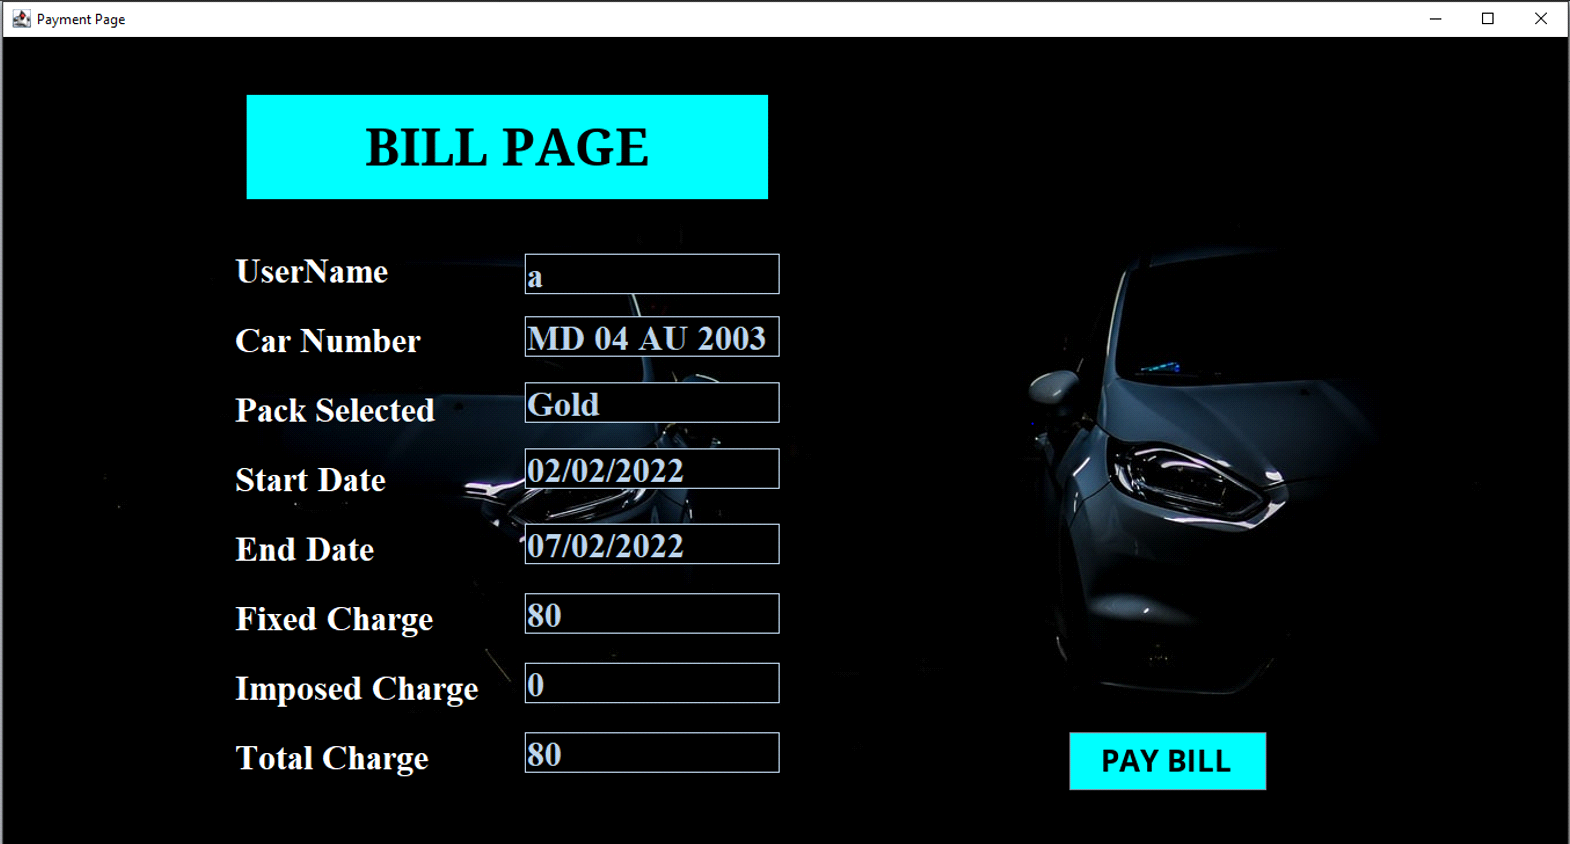 Payment Page
BILL PAGE
UserName a
Car Number MD 04 AU 2003
Pack Selected Gold
Start Date 02/02/2022
End Date 07/02/2022
Fixed Charge 80
Imposed Charge 0
Total Charge 80
PAY BILL